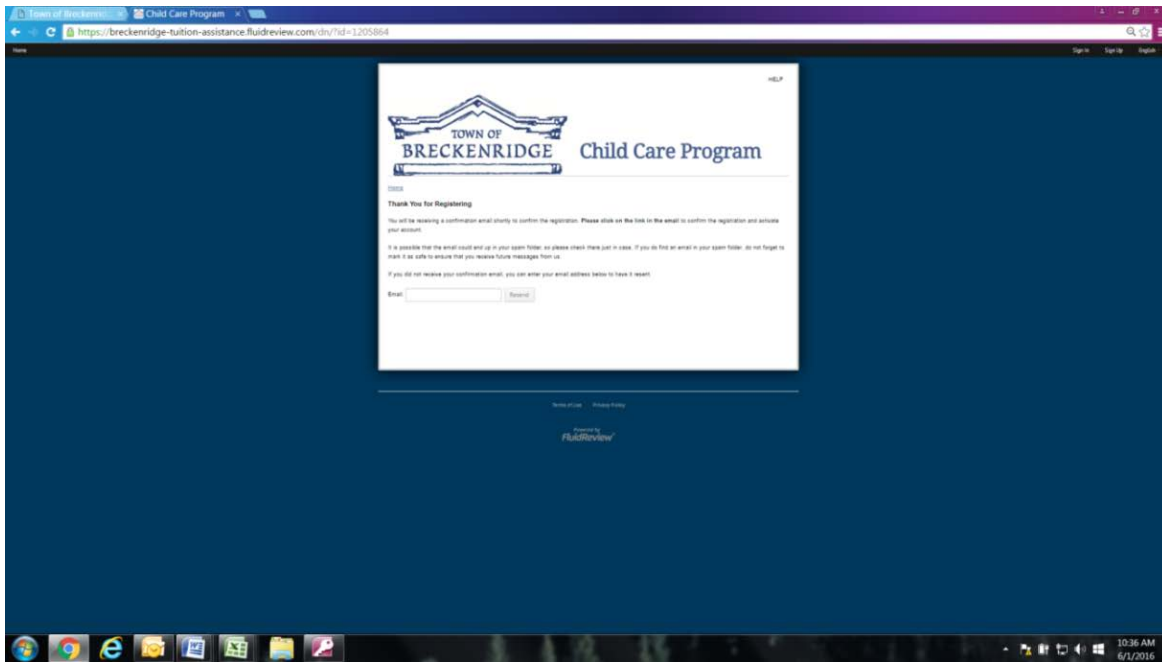 Town of Breckenri
Child Care Program
https://breckenridge-tuition-assistance.fluidreview.com/dn/?id=1205864
Home
Sign In Sign Up English
HELP
TOWN OF
BRECKENRIDGE
Child Care Program
Home
Thank You for Registering
You will be receiving a confirmation email shortly to confirm the registration. Please click on the link in the email to confirm the registration and activate
your account.
It is possible that the email could end up in your spam folder, so please check there just in case. If you do find an email in your spam folder, do not forget to
mark it as safe to ensure that you receive future messages from us.
If you did not receive your confirmation email, you can enter your email address below to have it resent.
Email Resend
Terms of Use Privacy Policy
Powered by
FluidReview
10:36 AM
6/1/2016